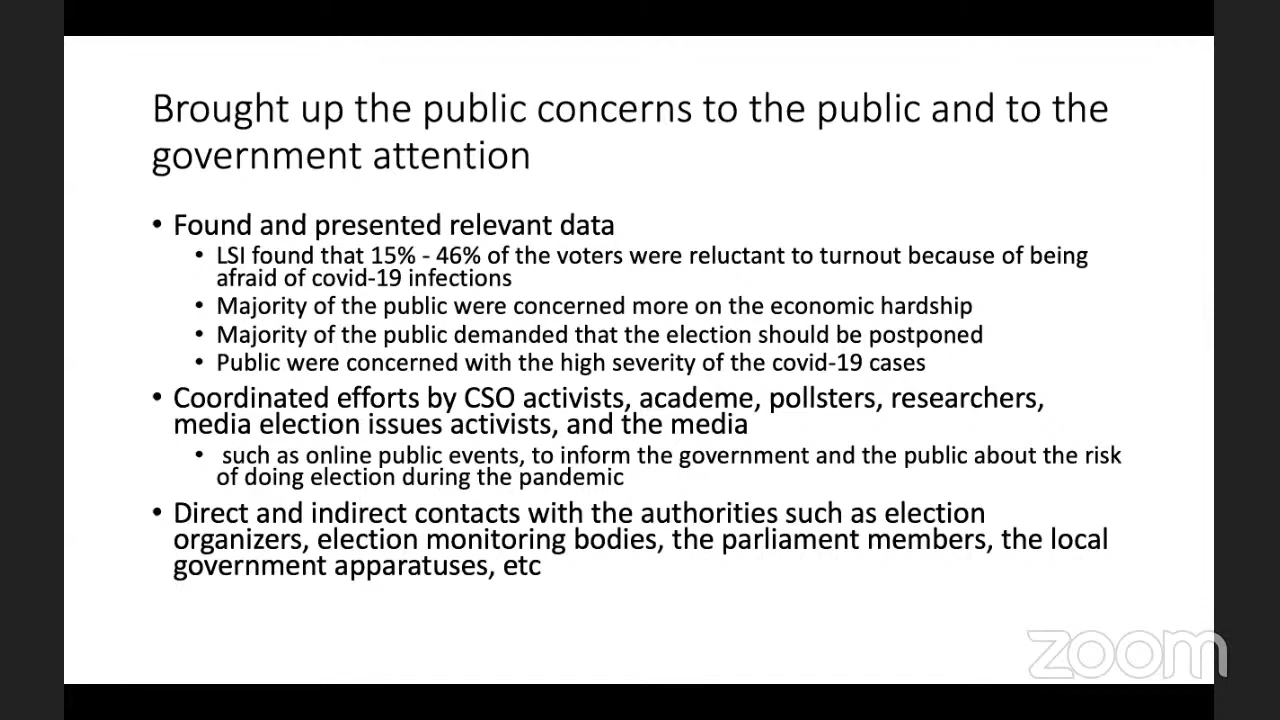 Brought up the public concerns to the public and to the
government attention
• Found and presented relevant data
• LSI found that 15% - 46% of the voters were reluctant to turnout because of being
afraid of covid-19 infections
• Majority of the public were concerned more on the economic hardship
• Majority of the public demanded that the election should be postponed
• Public were concerned with the high severity of the covid-19 cases
• Coordinated efforts by CSO activists, academe, pollsters, researchers,
media election issues activists, and the media
• such as online public events, to inform the government and the public about the risk
of doing election during the pandemic
• Direct and indirect contacts with the authorities such as election
organizers, election monitoring bodies, the parliament members, the local
government apparatuses, etc
zoom